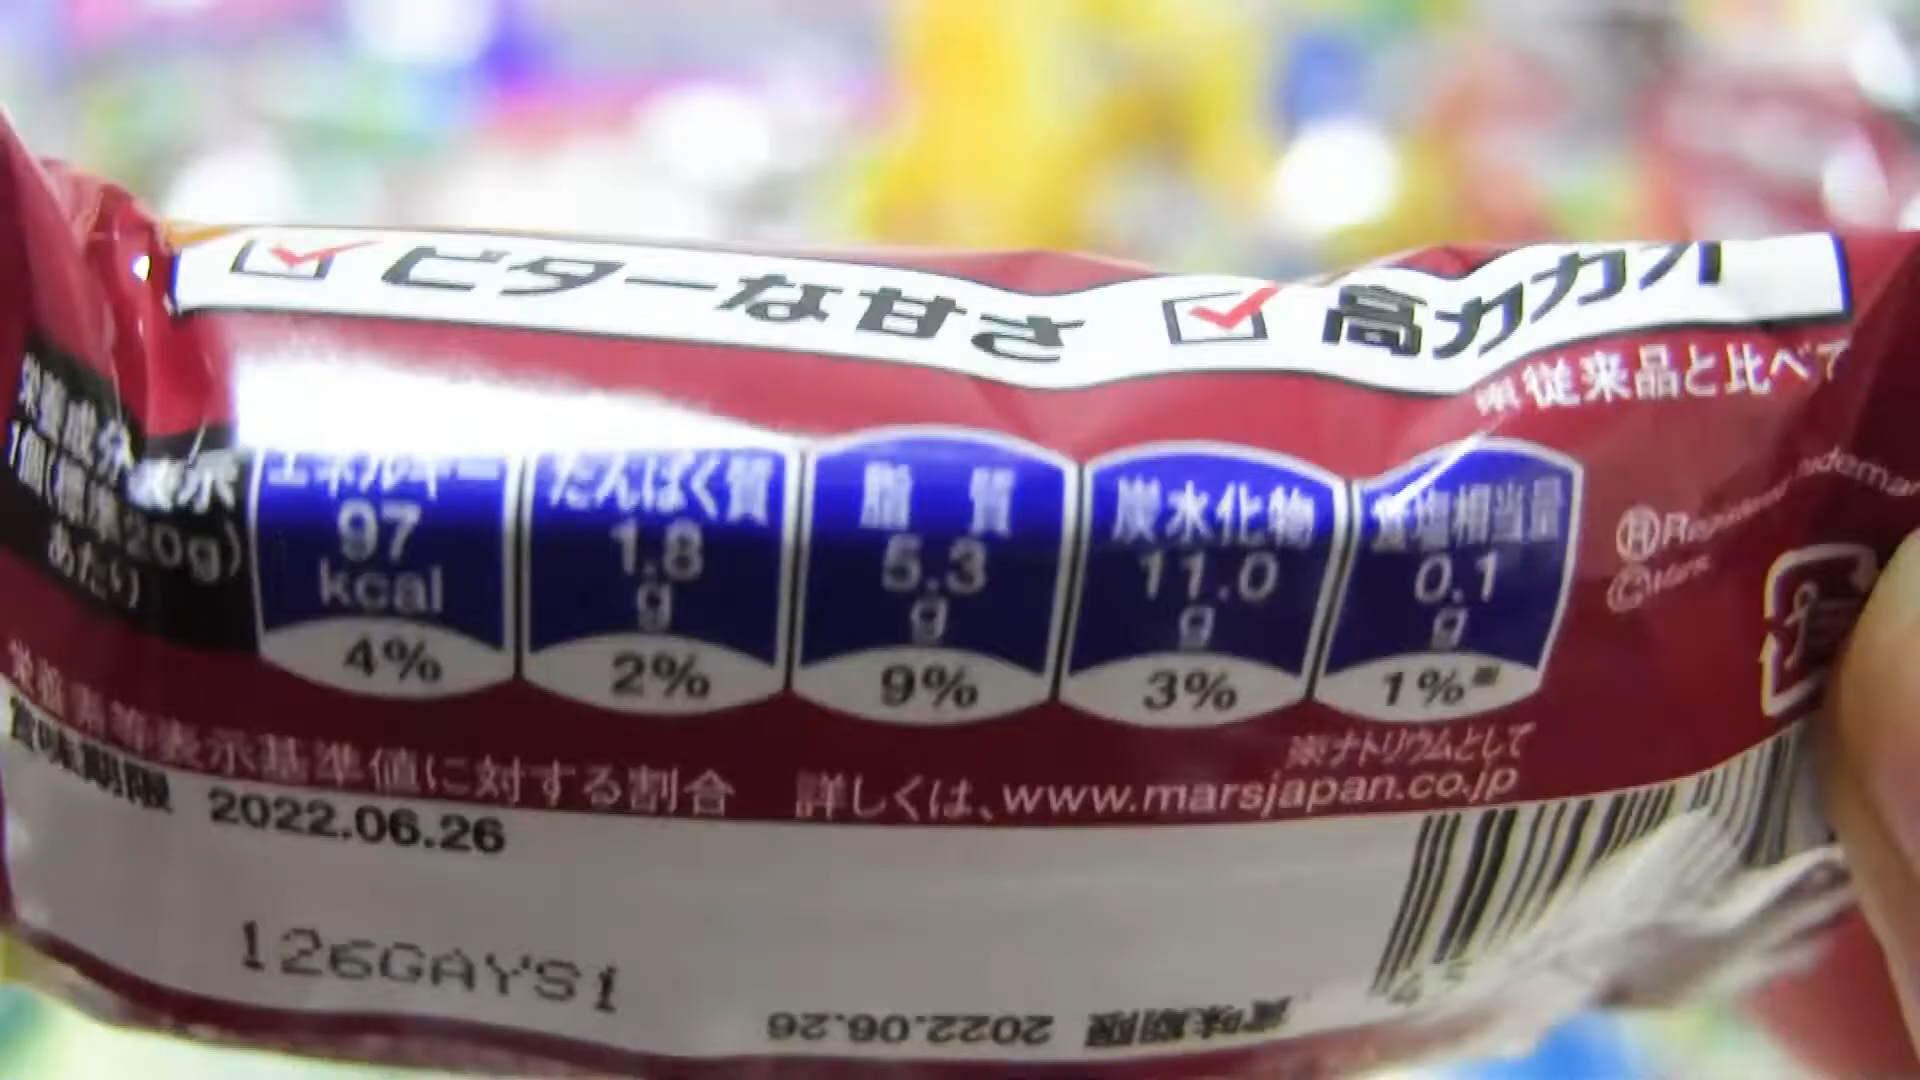 ビターな甘さ 高カカオ
※従来品と比べて
栄養成分表示
1個(標準20g)
あたり
エネルギー
97
kcal
4%
たんぱく質
1.8
g
2%
脂 質
5.3
g
9%
炭水化物
11.0
g
3%
食塩相当量
0.1
g
1%※
®Registered Trademar
©Mars
※ナトリウムとして
栄養素等表示基準値に対する割合 詳しくは、www.marsjapan.co.jp
賞味期限 2022.06.26
126GAYS1
賞味期限 2022.06.26